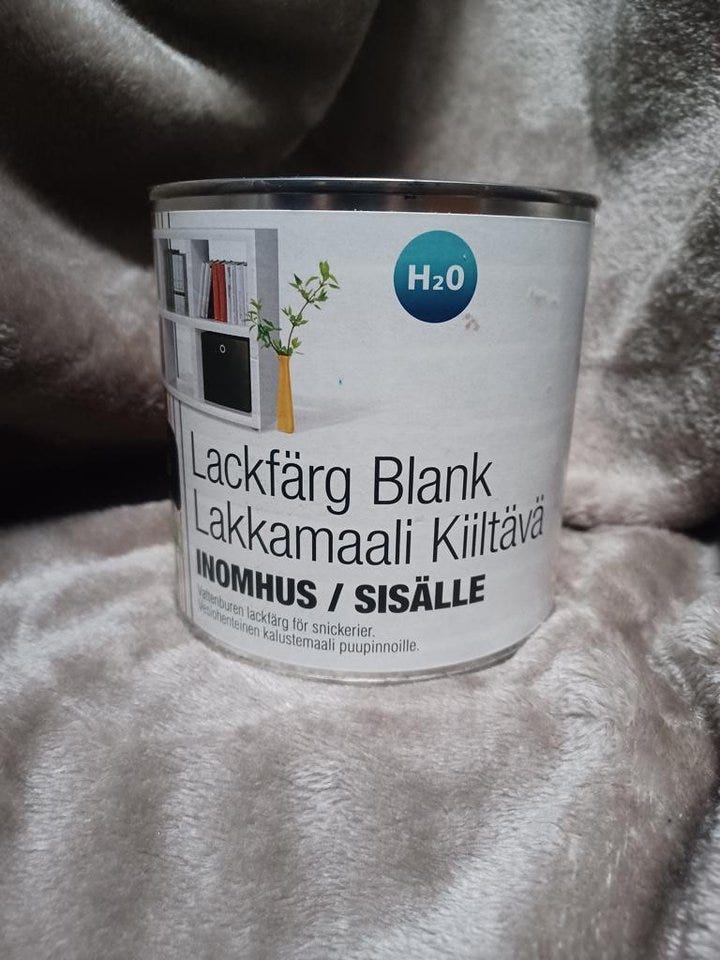 H₂O
Lackfärg Blank
Lakkamaali Kiiltävä
INOMHUS / SISÄLLE
Vattenburen lackfärg för snickerier.
Vesiohenteinen kalustemaali puupinnoille.